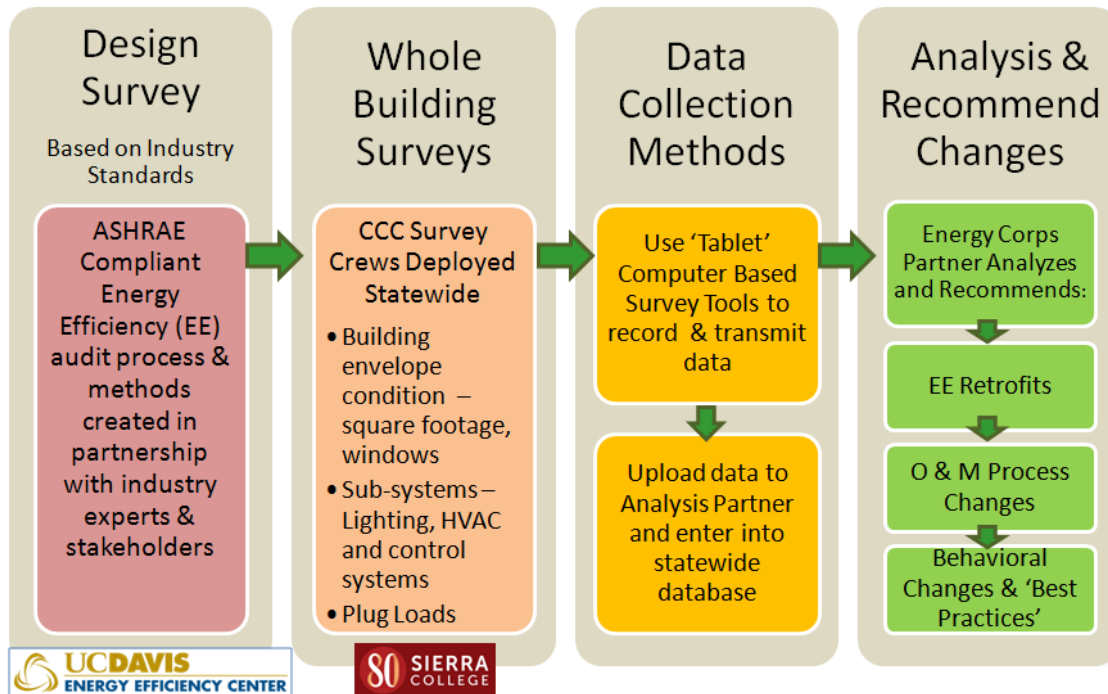 Design
Survey
Based on Industry
Standards
ASHRAE
Compliant
Energy
Efficiency (EE)
audit process &
methods
created in
partnership
with industry
experts &
stakeholders
UCDAVIS
ENERGY EFFICIENCY CENTER
Whole
Building
Surveys
CCC Survey
Crews Deployed
Statewide
• Building
envelope
condition –
square footage,
windows
• Sub-systems –
Lighting, HVAC
and control
systems
• Plug Loads
80 SIERRA
COLLEGE
Data
Collection
Methods
Use ‘Tablet’
Computer Based
Survey Tools to
record & transmit
data
Upload data to
Analysis Partner
and enter into
statewide
database
Analysis &
Recommend
Changes
Energy Corps
Partner Analyzes
and Recommends:
EE Retrofits
O & M Process
Changes
Behavioral
Changes & ‘Best
Practices’